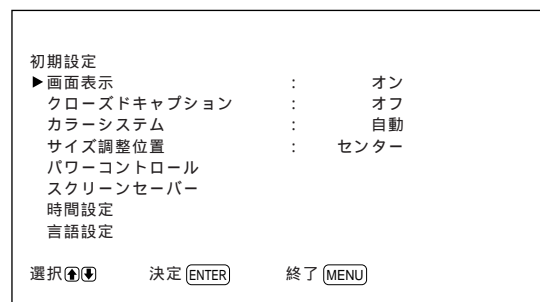 初期設定
▶画面表示 : オン
クローズドキャプション : オフ
カラーシステム : 自動
サイズ調整位置 : センター
パワーコントロール
スクリーンセーバー
時間設定
言語設定
選択⬆⬇ 決定 ENTER 終了 MENU